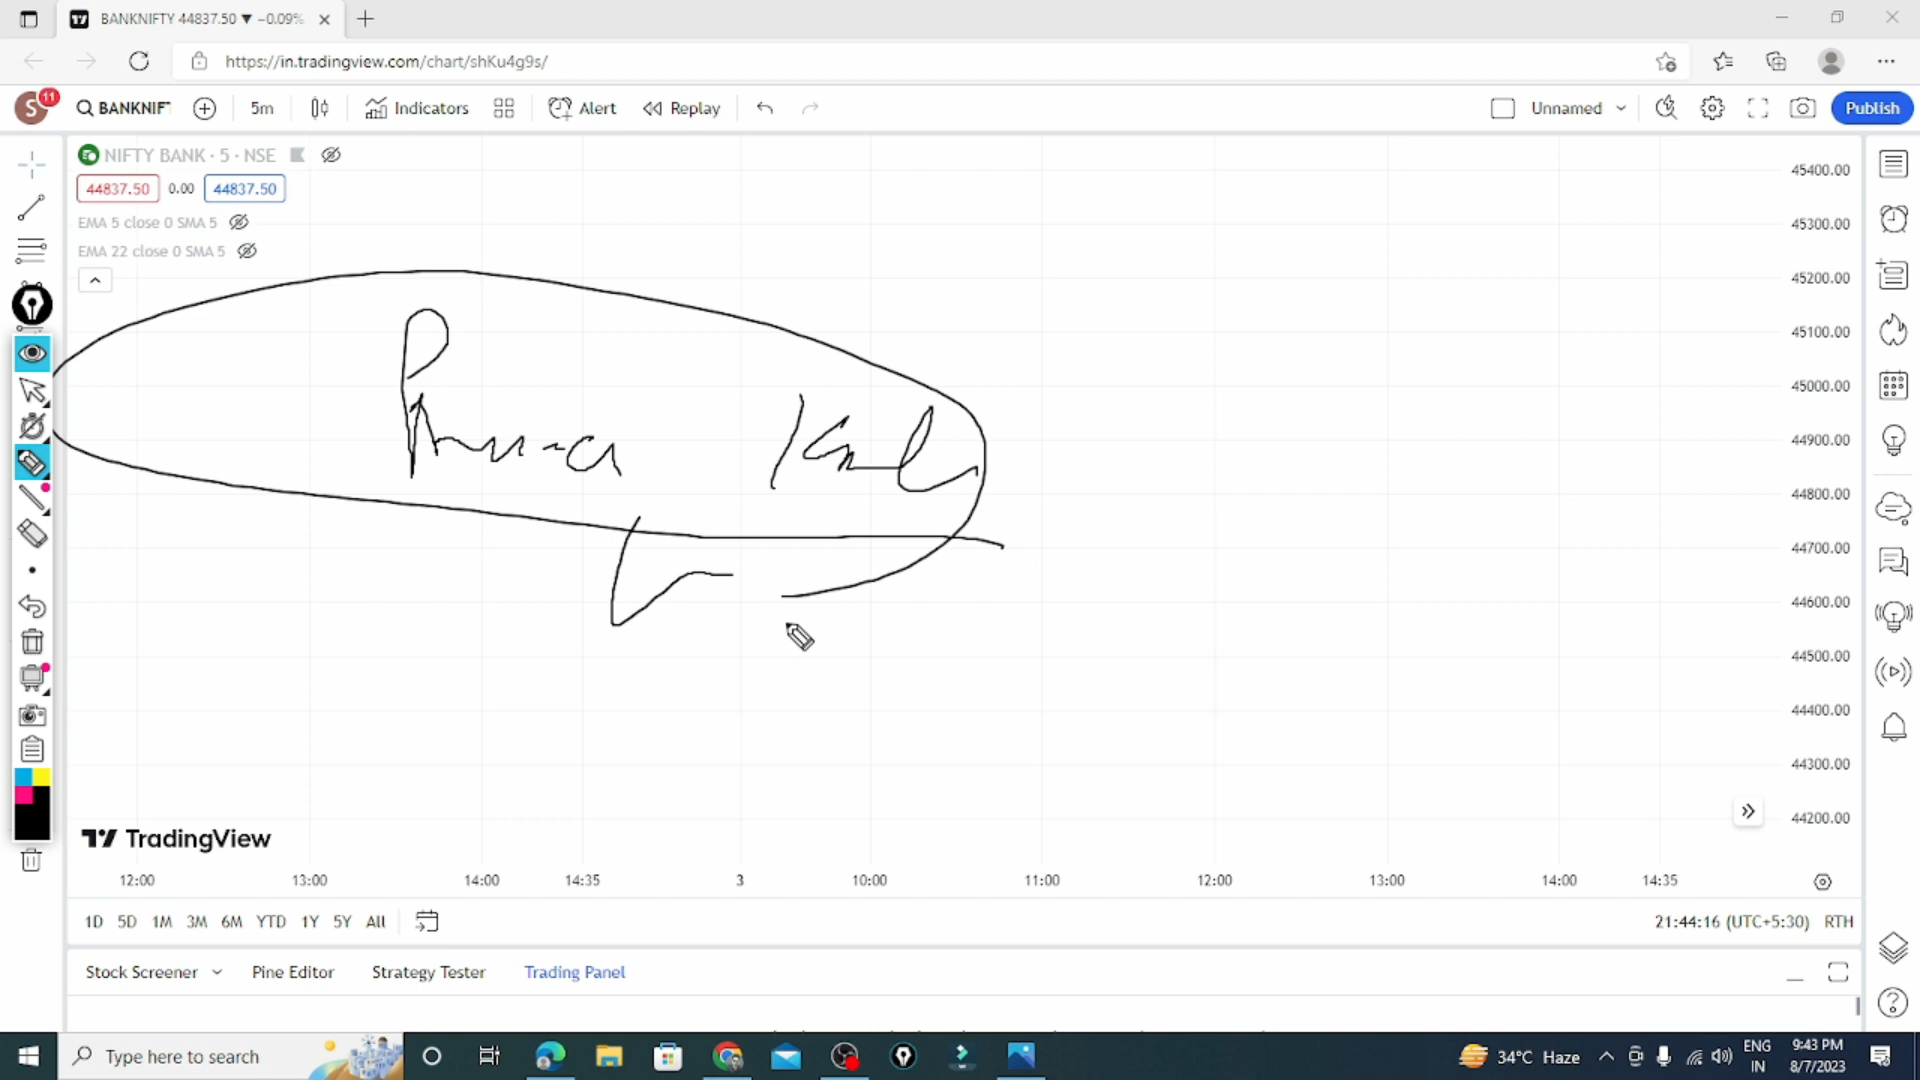 BANKNIFTY 44837.50 ▼ −0.09%
https://in.tradingview.com/chart/shKu4g9s/
S 11 BANKNIF 5m Indicators Alert Replay Unnamed Publish
NIFTY BANK · 5 · NSE
44837.50 0.00 44837.50
EMA 5 close 0 SMA 5
EMA 22 close 0 SMA 5
45400.00
45300.00
45200.00
45100.00
45000.00
44900.00
44800.00
44700.00
44600.00
44500.00
44400.00
44300.00
44200.00
TradingView
12:00 13:00 14:00 14:35 3 10:00 11:00 12:00 13:00 14:00 14:35
1D 5D 1M 3M 6M YTD 1Y 5Y All 21:44:16 (UTC+5:30) RTH
Stock Screener Pine Editor Strategy Tester Trading Panel
Type here to search 34°C Haze ENG IN 9:43 PM 8/7/2023